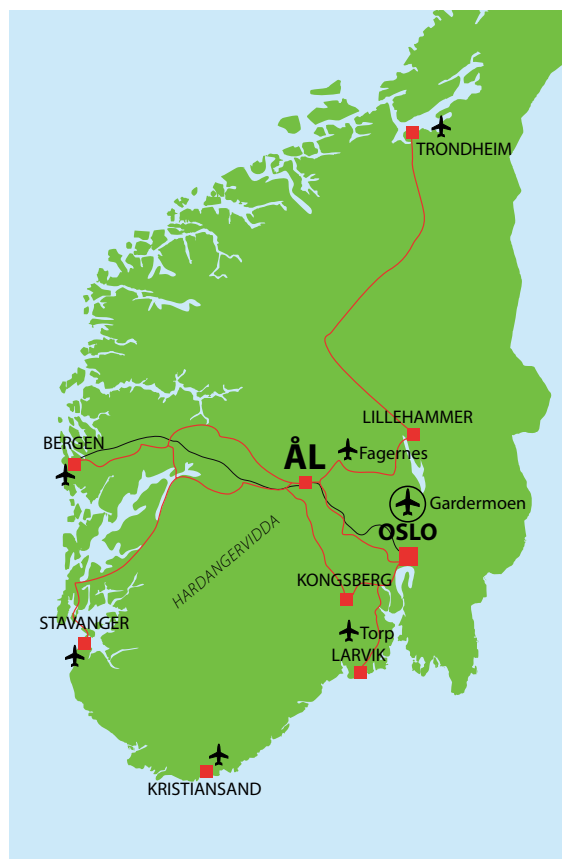 TRONDHEIM
LILLEHAMMER
BERGEN
ÅL
Fagernes
Gardermoen
OSLO
HARDANGERVIDDA
KONGSBERG
STAVANGER
Torp
LARVIK
KRISTIANSAND